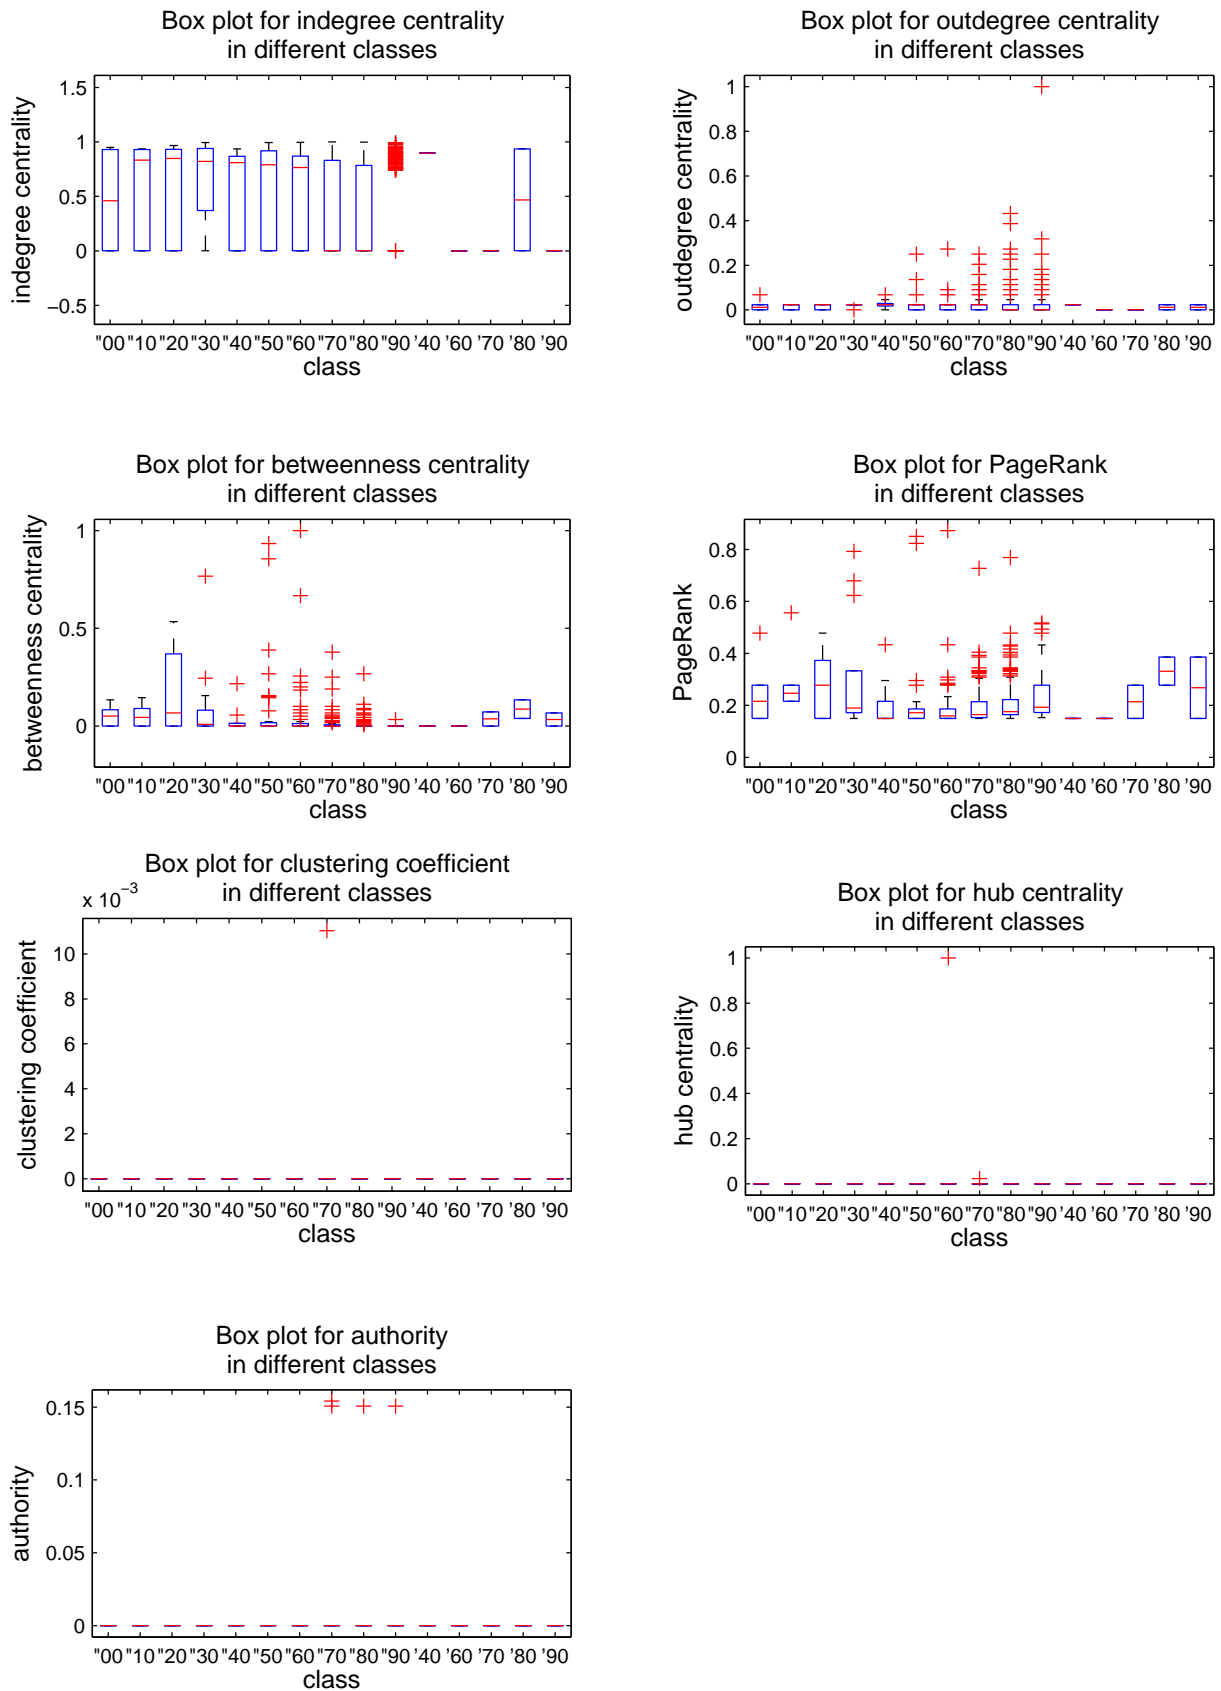 Box plot for indegree centrality
in different classes
1.5
1
0.5
0
−0.5
indegree centrality
"00 "10 "20 "30 "40 "50 "60 "70 "80 "90 '40 '60 '70 '80 '90
class
Box plot for outdegree centrality
in different classes
1
0.8
0.6
0.4
0.2
0
outdegree centrality
"00 "10 "20 "30 "40 "50 "60 "70 "80 "90 '40 '60 '70 '80 '90
class
Box plot for betweenness centrality
in different classes
1
0.5
0
betweenness centrality
"00 "10 "20 "30 "40 "50 "60 "70 "80 "90 '40 '60 '70 '80 '90
class
Box plot for PageRank
in different classes
0.8
0.6
0.4
0.2
0
PageRank
"00 "10 "20 "30 "40 "50 "60 "70 "80 "90 '40 '60 '70 '80 '90
class
Box plot for clustering coefficient
in different classes
x 10−3
10
8
6
4
2
0
clustering coefficient
"00 "10 "20 "30 "40 "50 "60 "70 "80 "90 '40 '60 '70 '80 '90
class
Box plot for hub centrality
in different classes
1
0.8
0.6
0.4
0.2
0
hub centrality
"00 "10 "20 "30 "40 "50 "60 "70 "80 "90 '40 '60 '70 '80 '90
class
Box plot for authority
in different classes
0.15
0.1
0.05
0
authority
"00 "10 "20 "30 "40 "50 "60 "70 "80 "90 '40 '60 '70 '80 '90
class